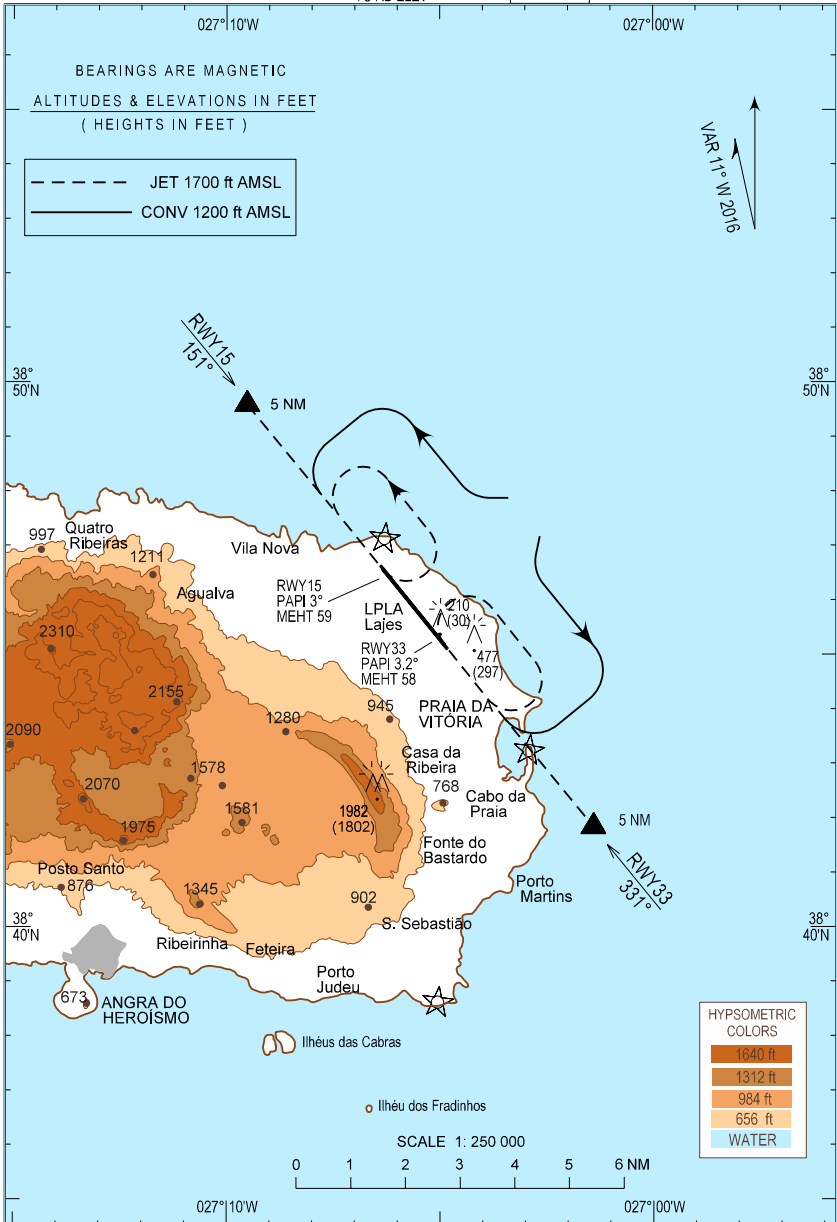 027°10'W
027°00'W
BEARINGS ARE MAGNETIC
ALTITUDES & ELEVATIONS IN FEET
( HEIGHTS IN FEET )
JET 1700 ft AMSL
CONV 1200 ft AMSL
VAR 11° W 2016
RWY15
151°
38°
50'N
38°
50'N
5 NM
997
Quatro
Ribeiras
1211
Vila Nova
Agualva
RWY15
PAPI 3°
MEHT 59
LPLA
Lajes
210
(30)
RWY33
PAPI 3.2°
MEHT 58
477
(297)
2310
2155
945
PRAIA DA
VITÓRIA
1280
2090
Casa da
Ribeira
1578
2070
768
Cabo da
Praia
1982
(1802)
1581
5 NM
1975
Fonte do
Bastardo
RWY33
331°
Posto Santo
876
1345
902
Porto
Martins
S. Sebastião
38°
40'N
38°
40'N
Ribeirinha
Feteira
Porto
Judeu
673
ANGRA DO
HEROÍSMO
Ilhéus das Cabras
Ilhéu dos Fradinhos
HYPSOMETRIC
COLORS
1640 ft
1312 ft
984 ft
656 ft
WATER
SCALE 1: 250 000
0 1 2 3 4 5 6 NM
027°10'W
027°00'W